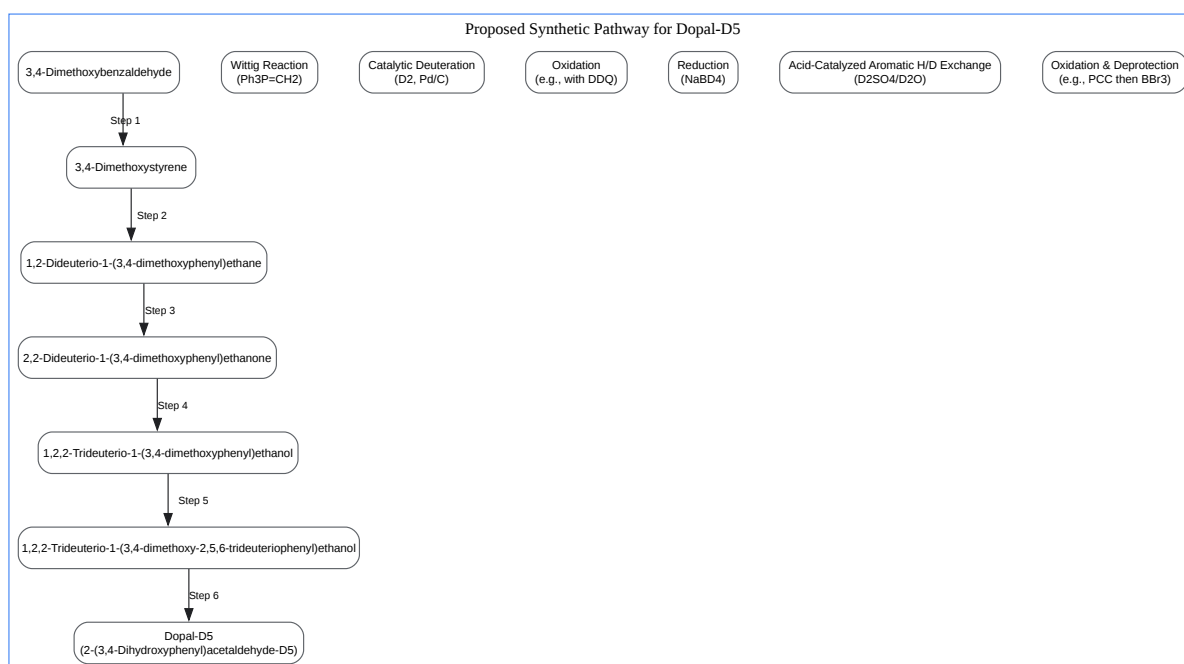 Proposed Synthetic Pathway for Dopal-D5
3,4-Dimethoxybenzaldehyde
Wittig Reaction
(Ph3P=CH2)
Catalytic Deuteration
(D2, Pd/C)
Oxidation
(e.g., with DDQ)
Reduction
(NaBD4)
Acid-Catalyzed Aromatic H/D Exchange
(D2SO4/D2O)
Oxidation & Deprotection
(e.g., PCC then BBr3)
Step 1
3,4-Dimethoxystyrene
Step 2
1,2-Dideuterio-1-(3,4-dimethoxyphenyl)ethane
Step 3
2,2-Dideuterio-1-(3,4-dimethoxyphenyl)ethanone
Step 4
1,2,2-Trideuterio-1-(3,4-dimethoxyphenyl)ethanol
Step 5
1,2,2-Trideuterio-1-(3,4-dimethoxy-2,5,6-trideuteriophenyl)ethanol
Step 6
Dopal-D5
(2-(3,4-Dihydroxyphenyl)acetaldehyde-D5)